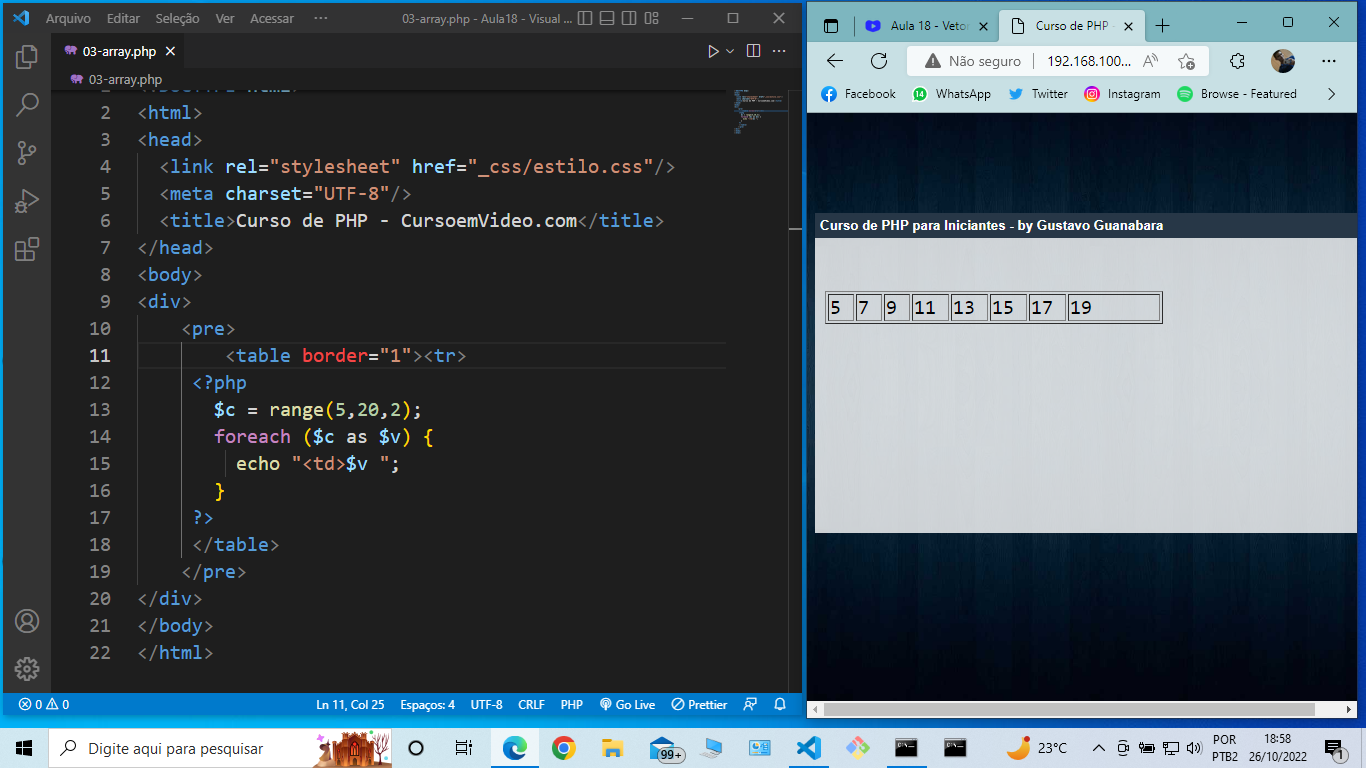 Arquivo Editar Seleção Ver Acessar ··· 03-array.php - Aula18 - Visual ...
03-array.php
03-array.php
2 <html>
3 <head>
4 <link rel="stylesheet" href="_css/estilo.css"/>
5 <meta charset="UTF-8"/>
6 <title>Curso de PHP - CursoemVideo.com</title>
7 </head>
8 <body>
9 <div>
10 <pre>
11 <table border="1"><tr>
12 <?php
13 $c = range(5,20,2);
14 foreach ($c as $v) {
15 echo "<td>$v ";
16 }
17 ?>
18 </table>
19 </pre>
20 </div>
21 </body>
22 </html>
0 0 Ln 11, Col 25 Espaços: 4 UTF-8 CRLF PHP Go Live Prettier
Aula 18 - Veto Curso de PHP -
Não seguro 192.168.100...
Facebook WhatsApp Twitter Instagram Browse - Featured
14
Curso de PHP para Iniciantes - by Gustavo Guanabara
5 7 9 11 13 15 17 19
Digite aqui para pesquisar 99+ 23°C POR 18:58
PTB2 26/10/2022 1